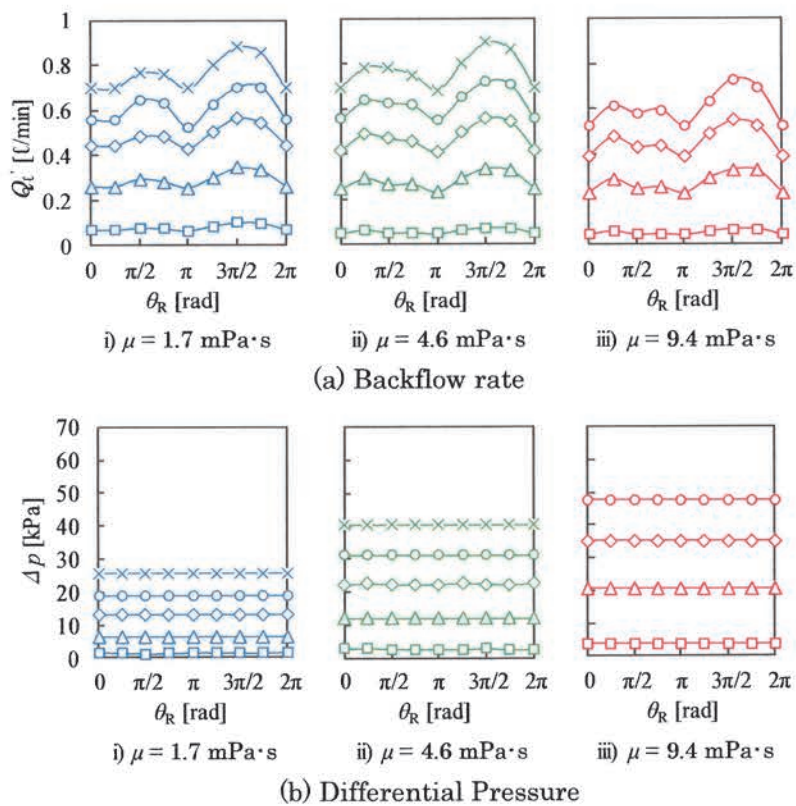 1
0.8
0.6
0.4
0.2
0
Qℓ' [ℓ/min]
0 π/2 π 3π/2 2π
0 π/2 π 3π/2 2π
0 π/2 π 3π/2 2π
θR [rad]
θR [rad]
θR [rad]
i) μ = 1.7 mPa·s
ii) μ = 4.6 mPa·s
iii) μ = 9.4 mPa·s
(a) Backflow rate
70
60
50
40
30
20
10
0
Δp [kPa]
0 π/2 π 3π/2 2π
0 π/2 π 3π/2 2π
0 π/2 π 3π/2 2π
θR [rad]
θR [rad]
θR [rad]
i) μ = 1.7 mPa·s
ii) μ = 4.6 mPa·s
iii) μ = 9.4 mPa·s
(b) Differential Pressure